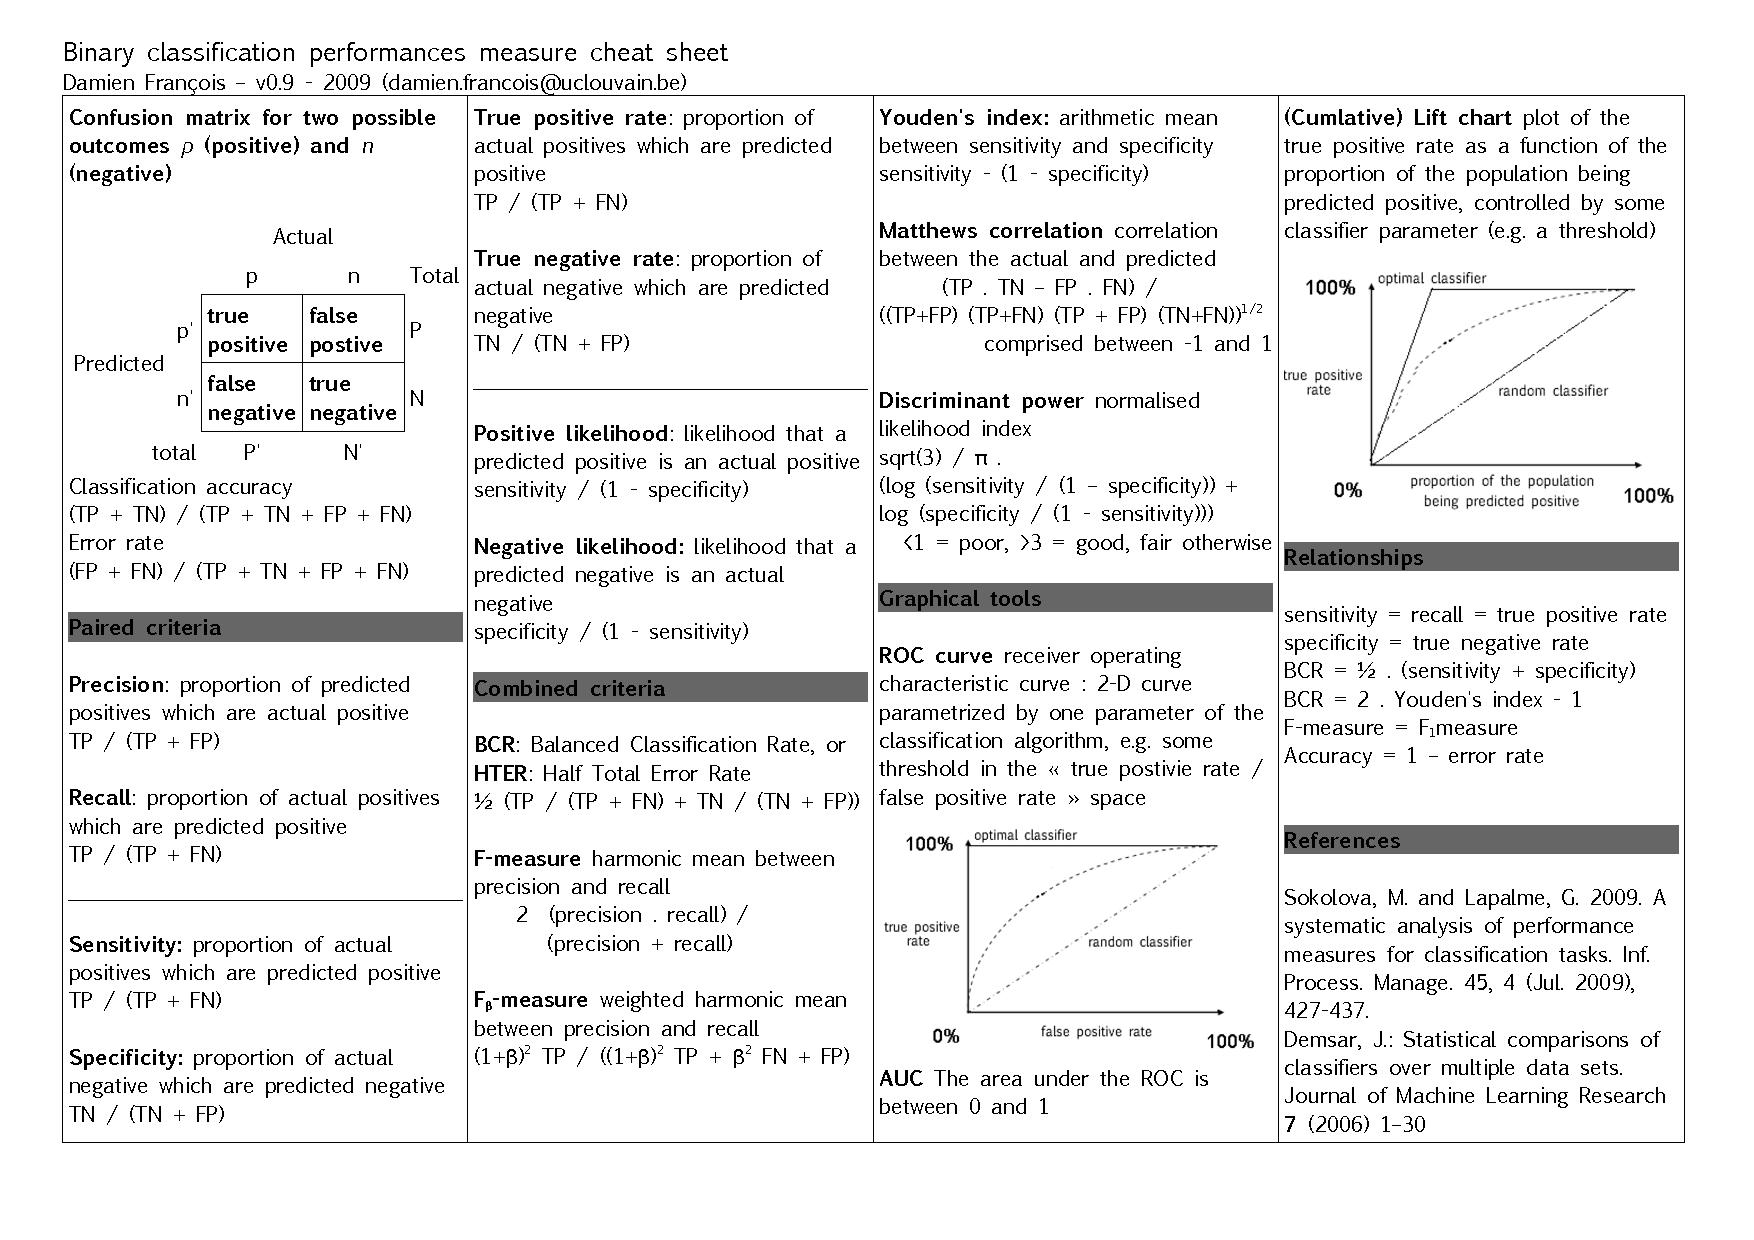 Binary classification performances measure cheat sheet
Damien François – v0.9 - 2009 (damien.francois@uclouvain.be)
Confusion matrix for two possible
outcomes p (positive) and n
(negative)
Actual
p n Total
p' true false P
positive postive
Predicted
n' false true N
negative negative
total P' N'
Classification accuracy
(TP + TN) / (TP + TN + FP + FN)
Error rate
(FP + FN) / (TP + TN + FP + FN)
Paired criteria
Precision: proportion of predicted
positives which are actual positive
TP / (TP + FP)
Recall: proportion of actual positives
which are predicted positive
TP / (TP + FN)
Sensitivity: proportion of actual
positives which are predicted positive
TP / (TP + FN)
Specificity: proportion of actual
negative which are predicted negative
TN / (TN + FP)
True positive rate: proportion of
actual positives which are predicted
positive
TP / (TP + FN)
True negative rate: proportion of
actual negative which are predicted
negative
TN / (TN + FP)
Positive likelihood: likelihood that a
predicted positive is an actual positive
sensitivity / (1 - specificity)
Negative likelihood: likelihood that a
predicted negative is an actual
negative
specificity / (1 - sensitivity)
Combined criteria
BCR: Balanced Classification Rate, or
HTER: Half Total Error Rate
½ (TP / (TP + FN) + TN / (TN + FP))
F-measure harmonic mean between
precision and recall
2 (precision . recall) /
(precision + recall)
Fβ-measure weighted harmonic mean
between precision and recall
(1+β)² TP / ((1+β)² TP + β² FN + FP)
Youden's index: arithmetic mean
between sensitivity and specificity
sensitivity - (1 - specificity)
Matthews correlation correlation
between the actual and predicted
(TP . TN – FP . FN) /
((TP+FP) (TP+FN) (TP + FP) (TN+FN))^1/2
comprised between -1 and 1
Discriminant power normalised
likelihood index
sqrt(3) / π .
(log (sensitivity / (1 – specificity)) +
log (specificity / (1 - sensitivity)))
<1 = poor, >3 = good, fair otherwise
Graphical tools
ROC curve receiver operating
characteristic curve : 2-D curve
parametrized by one parameter of the
classification algorithm, e.g. some
threshold in the « true postivie rate /
false positive rate » space
optimal classifier
100%
true positive
rate
random classifier
0%
false positive rate
100%
AUC The area under the ROC is
between 0 and 1
(Cumlative) Lift chart plot of the
true positive rate as a function of the
proportion of the population being
predicted positive, controlled by some
classifier parameter (e.g. a threshold)
optimal classifier
100%
true positive
rate
random classifier
0%
proportion of the population
being predicted positive
100%
Relationships
sensitivity = recall = true positive rate
specificity = true negative rate
BCR = ½ . (sensitivity + specificity)
BCR = 2 . Youden's index - 1
F-measure = F₁measure
Accuracy = 1 – error rate
References
Sokolova, M. and Lapalme, G. 2009. A
systematic analysis of performance
measures for classification tasks. Inf.
Process. Manage. 45, 4 (Jul. 2009),
427-437.
Demsar, J.: Statistical comparisons of
classifiers over multiple data sets.
Journal of Machine Learning Research
7 (2006) 1–30